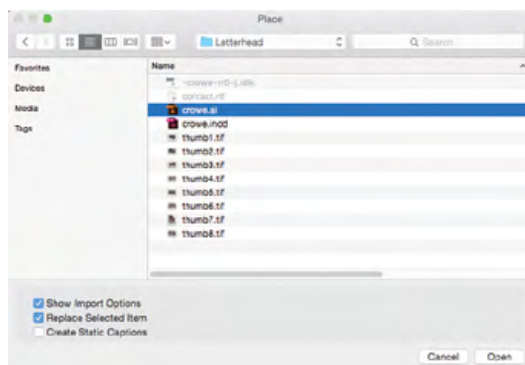 Place
Letterhead
Search
Favorites
Name
Devices
contact.rtf
Media
crowe.ai
Tags
crowe.indd
thumb1.tif
thumb2.tif
thumb3.tif
thumb4.tif
thumb5.tif
thumb6.tif
thumb7.tif
thumb8.tif
Show Import Options
Replace Selected Item
Create Static Captions
Cancel Open